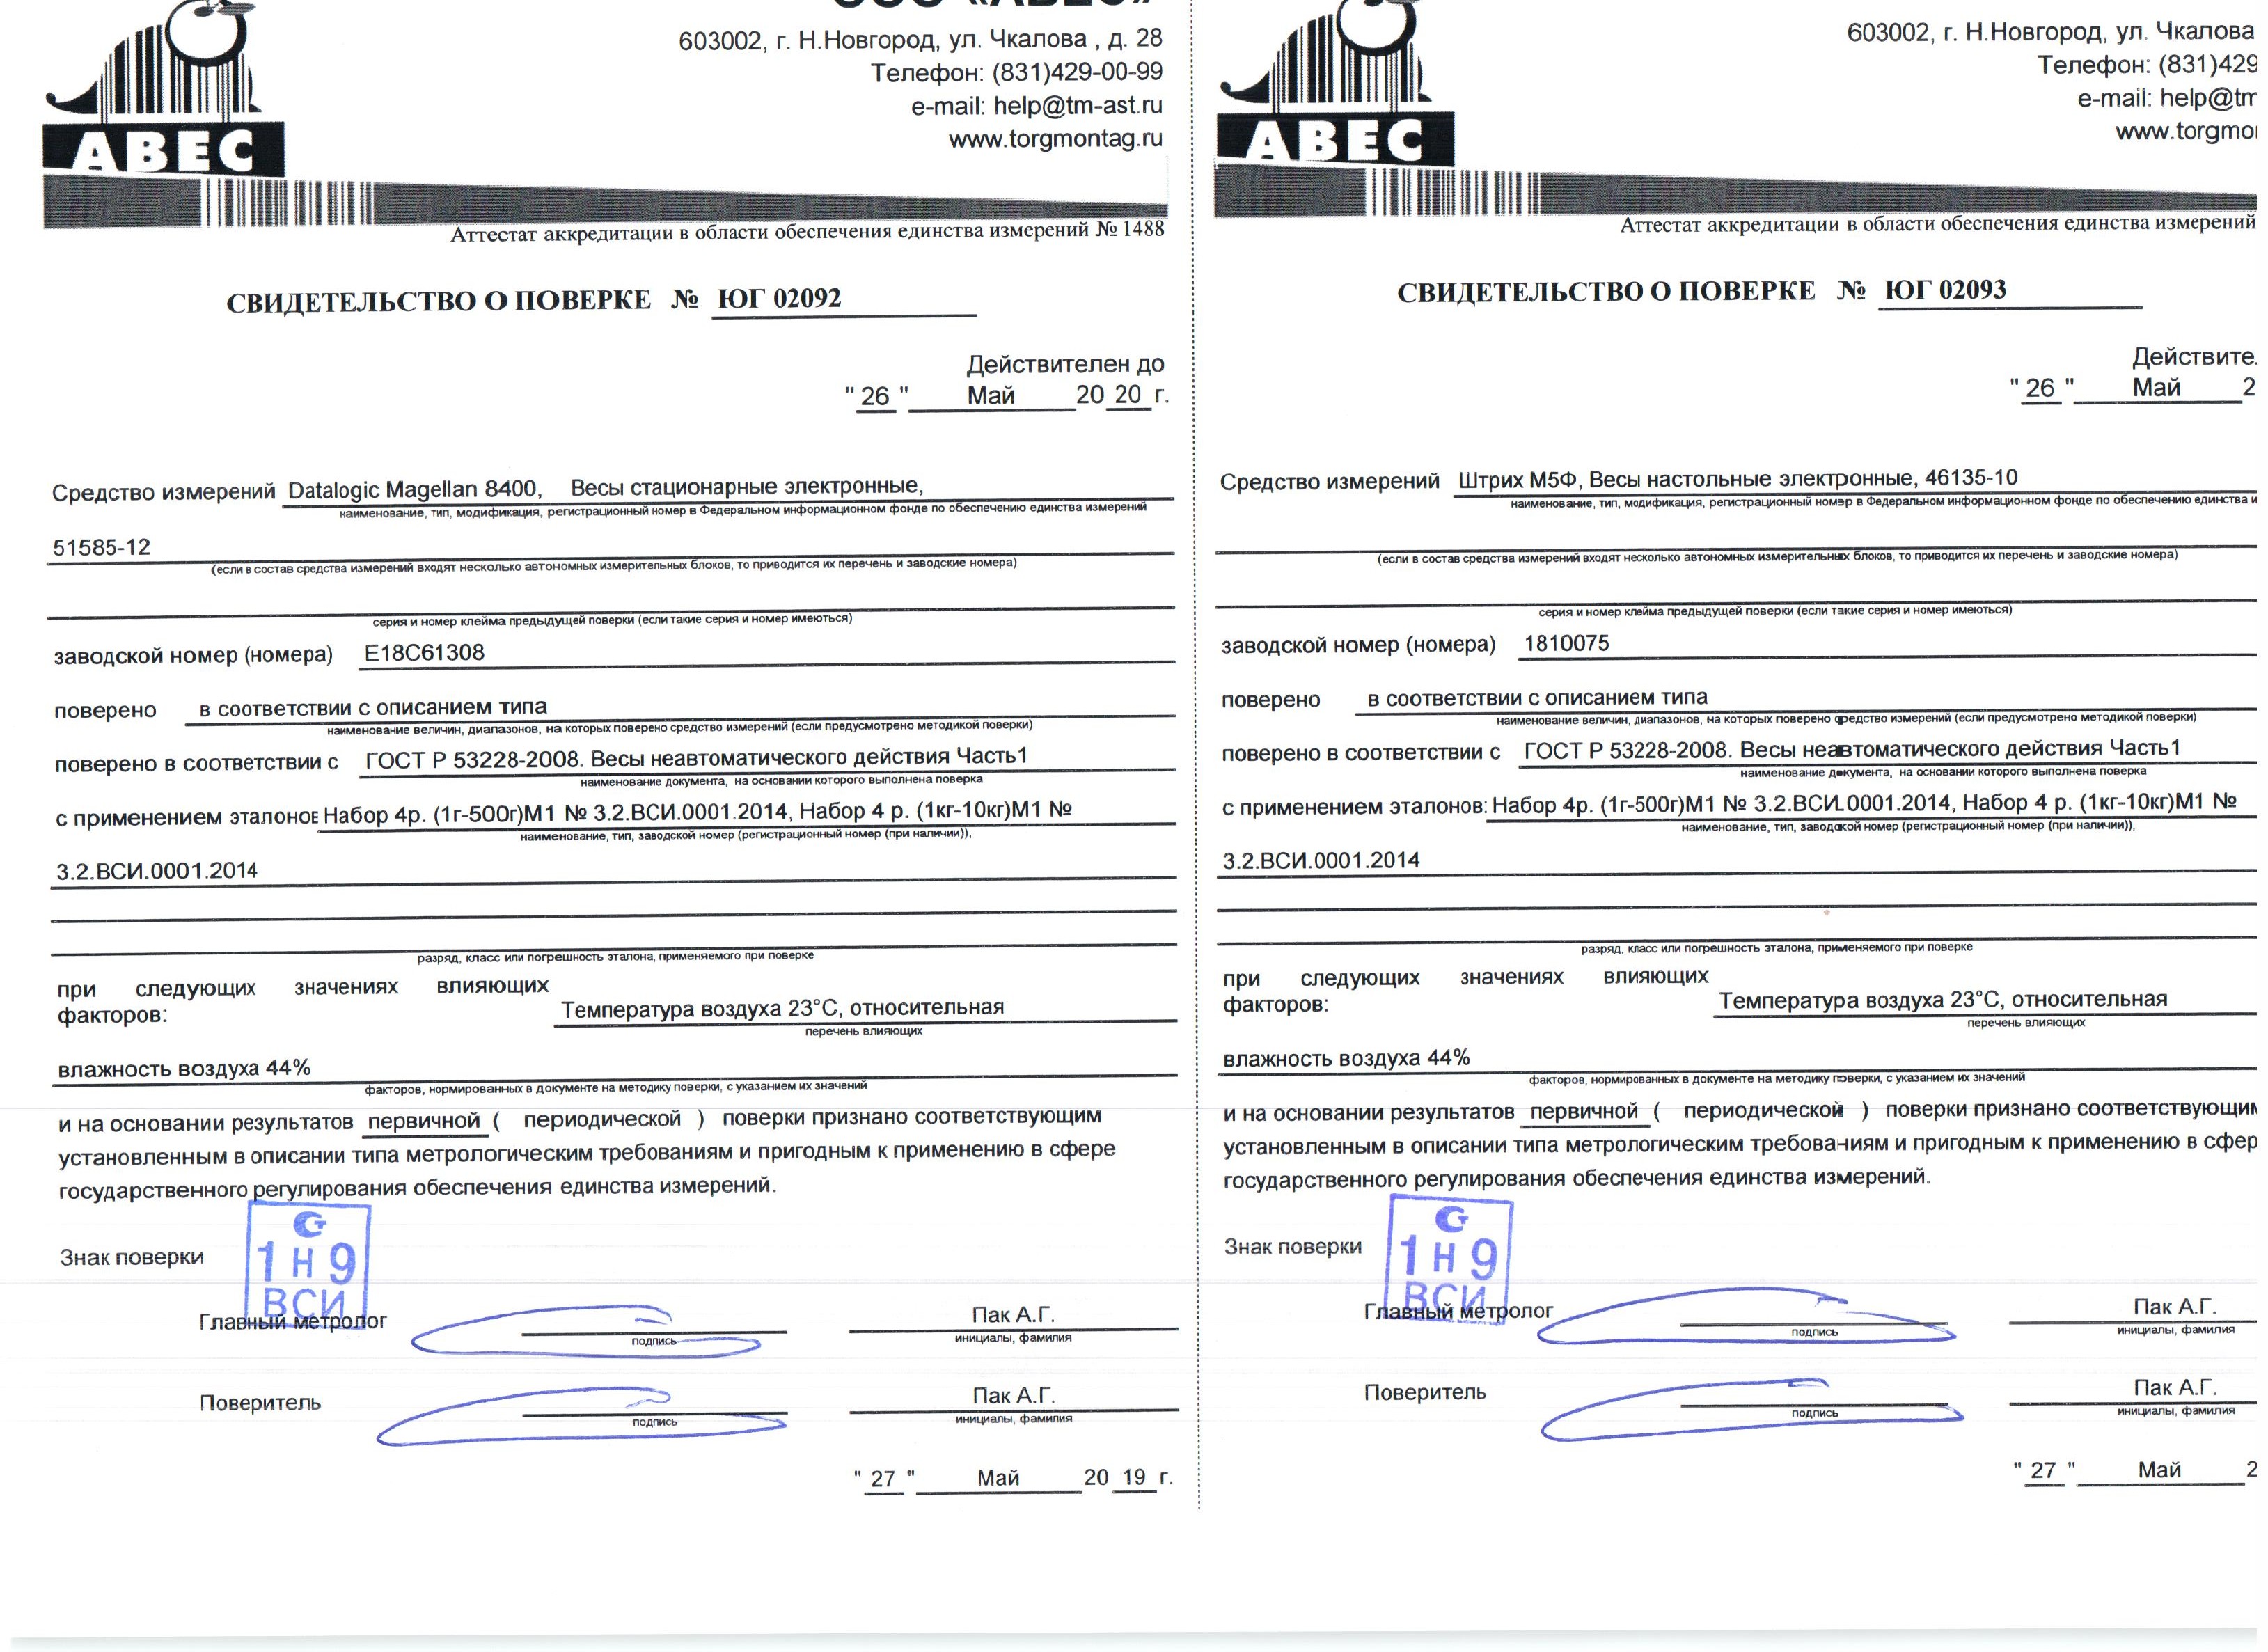 ООО «АВЕС»
603002, г. Н.Новгород, ул. Чкалова , д. 28
Телефон: (831)429-00-99
e-mail: help@tm-ast.ru
www.torgmontag.ru
АВЕС
Аттестат аккредитации в области обеспечения единства измерений № 1488
СВИДЕТЕЛЬСТВО О ПОВЕРКЕ № ЮГ 02092
Действителен до
" 26 " Май 20 20 г.
Средство измерений Datalogic Magellan 8400, Весы стационарные электронные,
наименование, тип, модификация, регистрационный номер в Федеральном информационном фонде по обеспечению единства измерений
51585-12
(если в состав средства измерений входят несколько автономных измерительных блоков, то приводится их перечень и заводские номера)
серия и номер клейма предыдущей поверки (если такие серия и номер имеються)
заводской номер (номера) E18C61308
поверено в соответствии с описанием типа
наименование величин, диапазонов, на которых поверено средство измерений (если предусмотрено методикой поверки)
поверено в соответствии с ГОСТ Р 53228-2008. Весы неавтоматического действия Часть1
наименование документа, на основании которого выполнена поверка
с применением эталонов Набор 4р. (1г-500г)М1 № 3.2.ВСИ.0001.2014, Набор 4 р. (1кг-10кг)М1 №
наименование, тип, заводской номер (регистрационный номер (при наличии)),
3.2.ВСИ.0001.2014
разряд, класс или погрешность эталона, применяемого при поверке
при следующих значениях влияющих
факторов: Температура воздуха 23°С, относительная
перечень влияющих
влажность воздуха 44%
факторов, нормированных в документе на методику поверки, с указанием их значений
и на основании результатов первичной ( периодической ) поверки признано соответствующим
установленным в описании типа метрологическим требованиям и пригодным к применению в сфере
государственного регулирования обеспечения единства измерений.
Знак поверки
1 Н 9
ВСИ
Главный метролог Пак А.Г.
подпись инициалы, фамилия
Поверитель Пак А.Г.
подпись инициалы, фамилия
" 27 " Май 20 19 г.
603002, г. Н.Новгород, ул. Чкалова
Телефон: (831)429
e-mail: help@tm
www.torgmo
АВЕС
Аттестат аккредитации в области обеспечения единства измерений
СВИДЕТЕЛЬСТВО О ПОВЕРКЕ № ЮГ 02093
Действите
" 26 " Май 2
Средство измерений Штрих М5Ф, Весы настольные электронные, 46135-10
наименование, тип, модификация, регистрационный номер в Федеральном информационном фонде по обеспечению единства и
(если в состав средства измерений входят несколько автономных измерительных блоков, то приводится их перечень и заводские номера)
серия и номер клейма предыдущей поверки (если такие серия и номер имеються)
заводской номер (номера) 1810075
поверено в соответствии с описанием типа
наименование величин, диапазонов, на которых поверено средство измерений (если предусмотрено методикой поверки)
поверено в соответствии с ГОСТ Р 53228-2008. Весы неавтоматического действия Часть1
наименование документа, на основании которого выполнена поверка
с применением эталонов: Набор 4р. (1г-500г)М1 № 3.2.ВСИ.0001.2014, Набор 4 р. (1кг-10кг)М1 №
наименование, тип, заводской номер (регистрационный номер (при наличии)),
3.2.ВСИ.0001.2014
разряд, класс или погрешность эталона, применяемого при поверке
при следующих значениях влияющих
факторов: Температура воздуха 23°С, относительная
перечень влияющих
влажность воздуха 44%
факторов, нормированных в документе на методику поверки, с указанием их значений
и на основании результатов первичной ( периодической ) поверки признано соответствующим
установленным в описании типа метрологическим требованиям и пригодным к применению в сфер
государственного регулирования обеспечения единства измерений.
Знак поверки
1 Н 9
ВСИ
Главный метролог Пак А.Г.
подпись инициалы, фамилия
Поверитель Пак А.Г.
подпись инициалы, фамилия
" 27 " Май 2